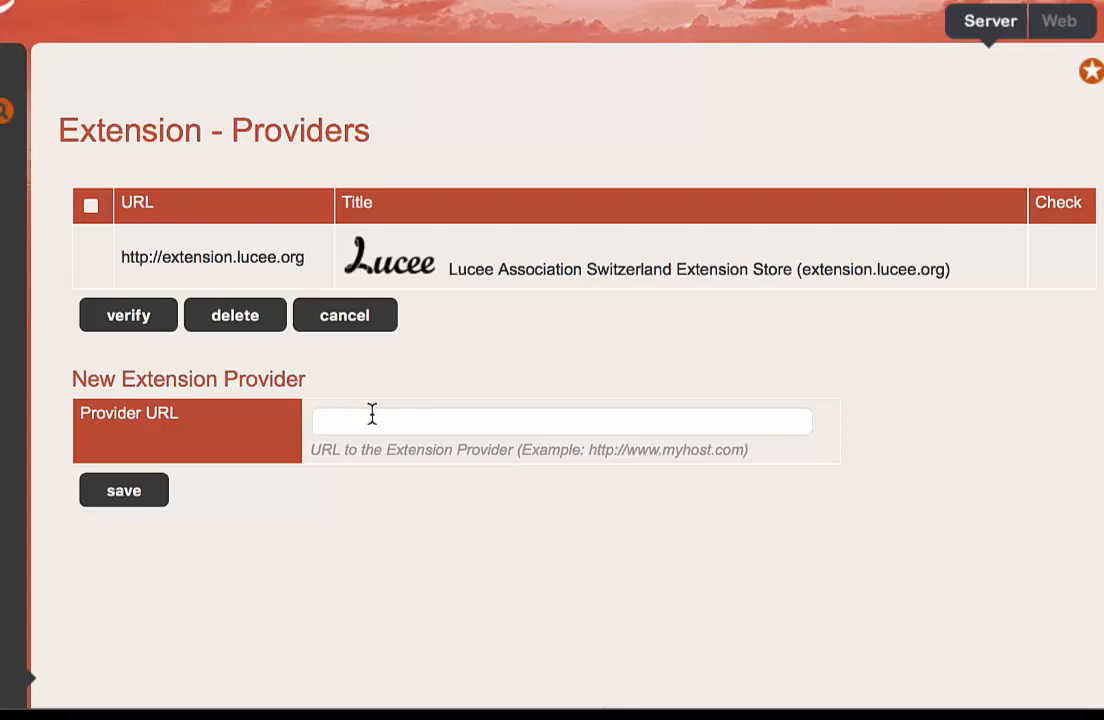 Server Web
Extension - Providers
URL Title Check
http://extension.lucee.org Lucee Lucee Association Switzerland Extension Store (extension.lucee.org)
verify delete cancel
New Extension Provider
Provider URL
URL to the Extension Provider (Example: http://www.myhost.com)
save